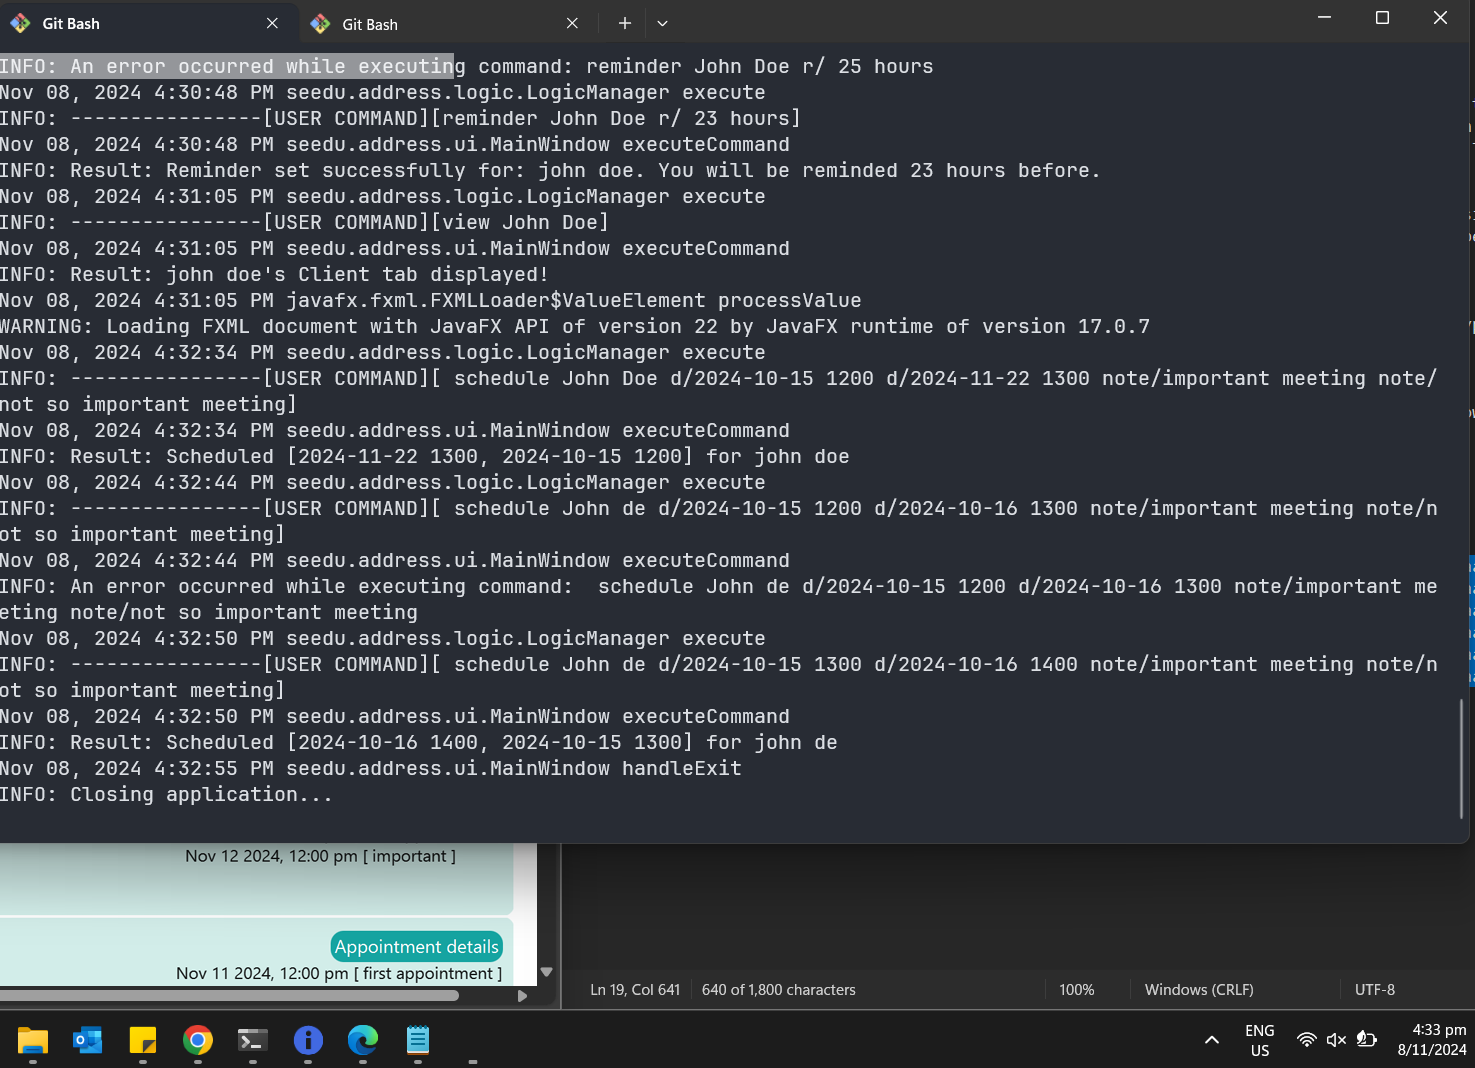 Git Bash
Git Bash
INFO: An error occurred while executing command: reminder John Doe r/ 25 hours
Nov 08, 2024 4:30:48 PM seedu.address.logic.LogicManager execute
INFO: ----------------[USER COMMAND][reminder John Doe r/ 23 hours]
Nov 08, 2024 4:30:48 PM seedu.address.ui.MainWindow executeCommand
INFO: Result: Reminder set successfully for: john doe. You will be reminded 23 hours before.
Nov 08, 2024 4:31:05 PM seedu.address.logic.LogicManager execute
INFO: ----------------[USER COMMAND][view John Doe]
Nov 08, 2024 4:31:05 PM seedu.address.ui.MainWindow executeCommand
INFO: Result: john doe's Client tab displayed!
Nov 08, 2024 4:31:05 PM javafx.fxml.FXMLLoader$ValueElement processValue
WARNING: Loading FXML document with JavaFX API of version 22 by JavaFX runtime of version 17.0.7
Nov 08, 2024 4:32:34 PM seedu.address.logic.LogicManager execute
INFO: ----------------[USER COMMAND][ schedule John Doe d/2024-10-15 1200 d/2024-11-22 1300 note/important meeting note/
not so important meeting]
Nov 08, 2024 4:32:34 PM seedu.address.ui.MainWindow executeCommand
INFO: Result: Scheduled [2024-11-22 1300, 2024-10-15 1200] for john doe
Nov 08, 2024 4:32:44 PM seedu.address.logic.LogicManager execute
INFO: ----------------[USER COMMAND][ schedule John de d/2024-10-15 1200 d/2024-10-16 1300 note/important meeting note/n
ot so important meeting]
Nov 08, 2024 4:32:44 PM seedu.address.ui.MainWindow executeCommand
INFO: An error occurred while executing command:  schedule John de d/2024-10-15 1200 d/2024-10-16 1300 note/important me
eting note/not so important meeting
Nov 08, 2024 4:32:50 PM seedu.address.logic.LogicManager execute
INFO: ----------------[USER COMMAND][ schedule John de d/2024-10-15 1300 d/2024-10-16 1400 note/important meeting note/n
ot so important meeting]
Nov 08, 2024 4:32:50 PM seedu.address.ui.MainWindow executeCommand
INFO: Result: Scheduled [2024-10-16 1400, 2024-10-15 1300] for john de
Nov 08, 2024 4:32:55 PM seedu.address.ui.MainWindow handleExit
INFO: Closing application...
Nov 12 2024, 12:00 pm [ important ]
Appointment details
Nov 11 2024, 12:00 pm [ first appointment ]
Ln 19, Col 641
640 of 1,800 characters
100%
Windows (CRLF)
UTF-8
ENG
US
4:33 pm
8/11/2024